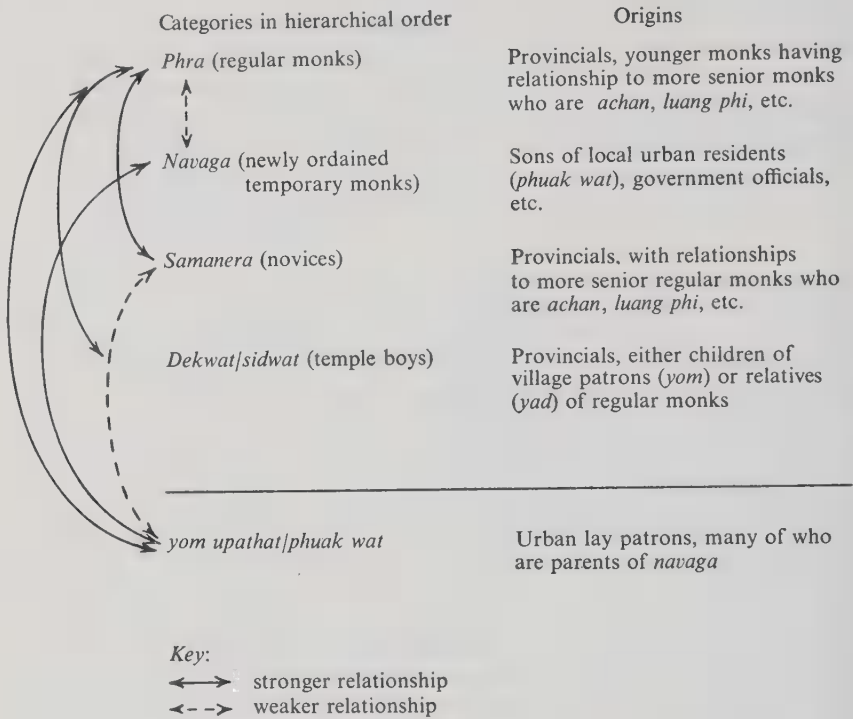 Categories in hierarchical order
Origins
Phra (regular monks)
Provincials, younger monks having
relationship to more senior monks
who are achan, luang phi, etc.
Navaga (newly ordained
temporary monks)
Sons of local urban residents
(phuak wat), government officials,
etc.
Samanera (novices)
Provincials, with relationships
to more senior regular monks who
are achan, luang phi, etc.
Dekwat/sidwat (temple boys)
Provincials, either children of
village patrons (yom) or relatives
(yad) of regular monks
yom upathat/phuak wat
Urban lay patrons, many of who
are parents of navaga
Key:
stronger relationship
weaker relationship